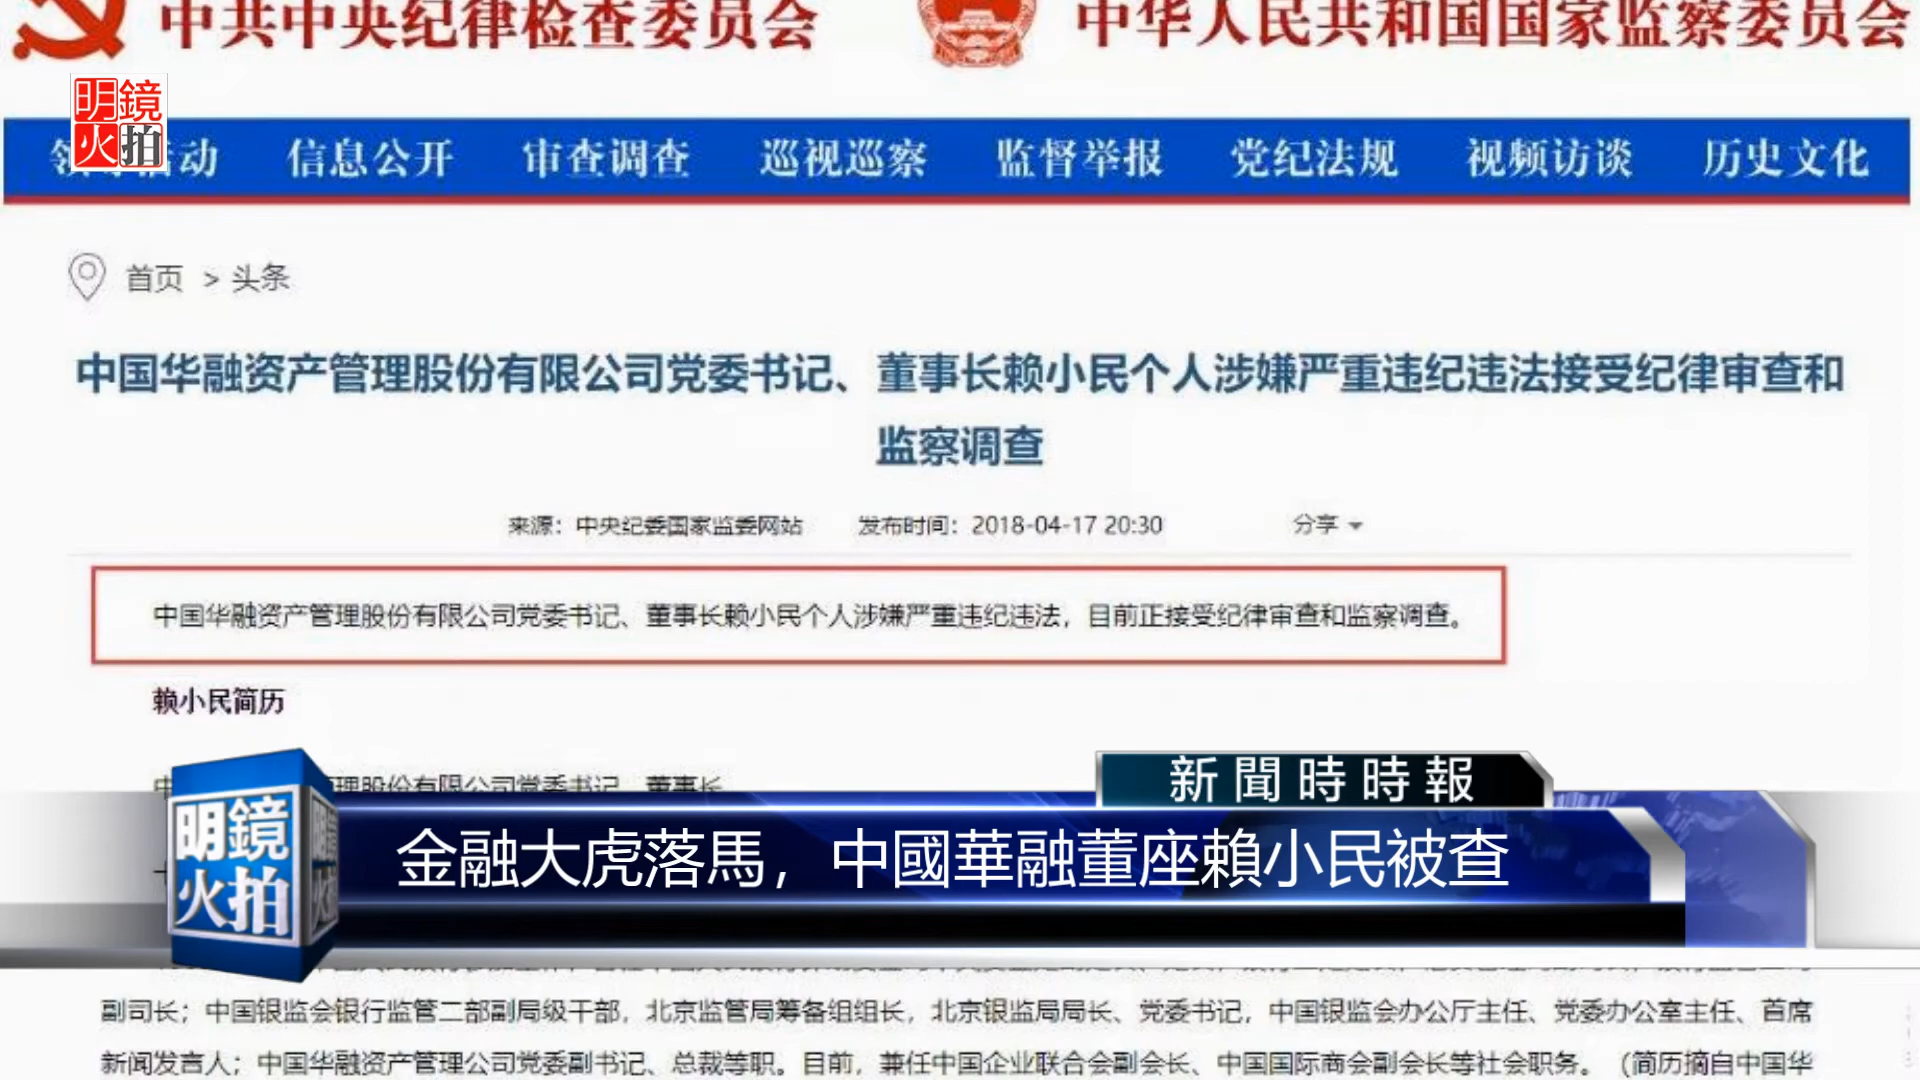 中共中央纪律检查委员会 中华人民共和国国家监察委员会
明鏡
火拍
活动 信息公开 审查调查 巡视巡察 监督举报 党纪法规 视频访谈 历史文化
首页 > 头条
中国华融资产管理股份有限公司党委书记、董事长赖小民个人涉嫌严重违纪违法接受纪律审查和
监察调查
来源：中央纪委国家监委网站 发布时间：2018-04-17 20:30 分享
中国华融资产管理股份有限公司党委书记、董事长赖小民个人涉嫌严重违纪违法，目前正接受纪律审查和监察调查。
赖小民简历
管理股份有限公司党委书记、董事长
新聞時時報
明鏡
火拍
金融大虎落馬，中國華融董座賴小民被查
副司长；中国银监会银行监管二部副局级干部，北京监管局筹备组组长，北京银监局局长、党委书记，中国银监会办公厅主任、党委办公室主任、首席
新闻发言人；中国华融资产管理公司党委副书记、总裁等职。目前，兼任中国企业联合会副会长、中国国际商会副会长等社会职务。（简历摘自中国华